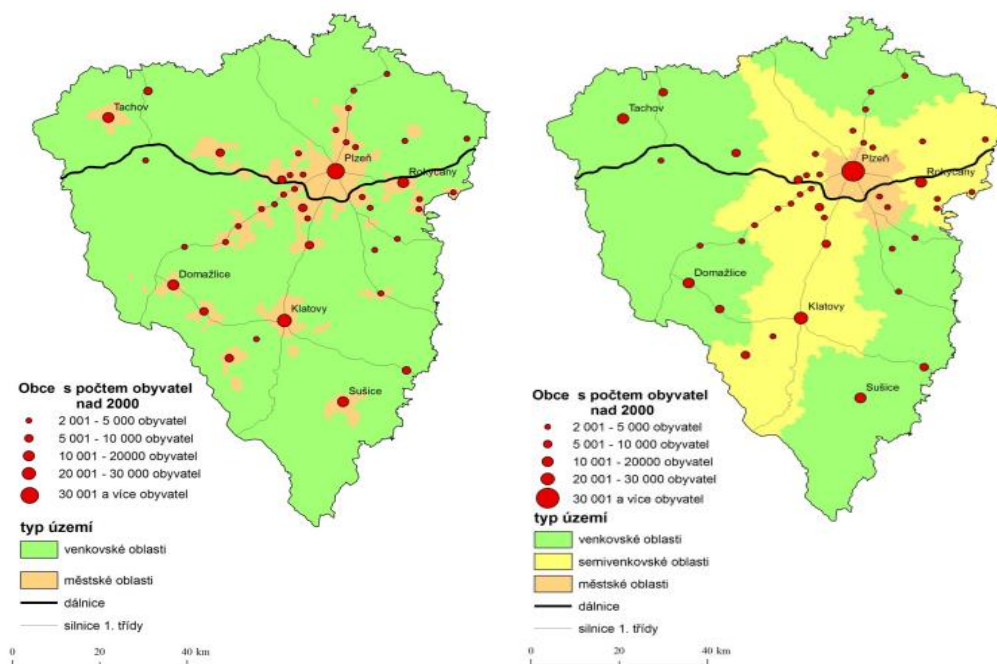 Tachov
Plzeň
Rokycany
Domažlice
Klatovy
Sušice
Obce s počtem obyvatel
nad 2000
2 001 - 5 000 obyvatel
5 001 - 10 000 obyvatel
10 001 - 20000 obyvatel
20 001 - 30 000 obyvatel
30 001 a více obyvatel
typ území
venkovské oblasti
městské oblasti
dálnice
silnice 1. třídy
0 20 40 km
Tachov
Plzeň
Rokycany
Domažlice
Klatovy
Sušice
Obce s počtem obyvatel
nad 2000
2 001 - 5 000 obyvatel
5 001 - 10 000 obyvatel
10 001 - 20000 obyvatel
20 001 - 30 000 obyvatel
30 001 a více obyvatel
typ území
venkovské oblasti
semivenkovské oblasti
městské oblasti
dálnice
silnice 1. třídy
0 20 40 km